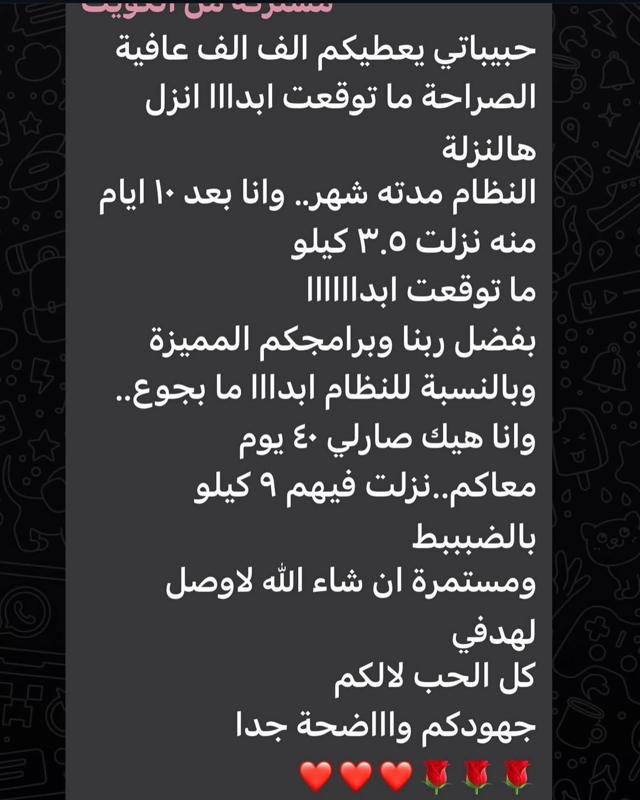 مشتركة من الكويت
حبيباتي يعطيكم الف الف عافية
الصراحة ما توقعت ابدااا انزل
هالنزلة
النظام مدته شهر.. وانا بعد ١٠ ايام
منه نزلت ٣.٥ كيلو
ما توقعت ابداااااا
بفضل ربنا وبرامجكم المميزة
وبالنسبة للنظام ابدااا ما بجوع..
وانا هيك صارلي ٤٠ يوم
معاكم..نزلت فيهم ٩ كيلو
بالضبببط
ومستمرة ان شاء الله لاوصل
لهدفي
كل الحب لالكم
جهودكم واااضحة جدا
🌹🌹🌹❤️❤️❤️